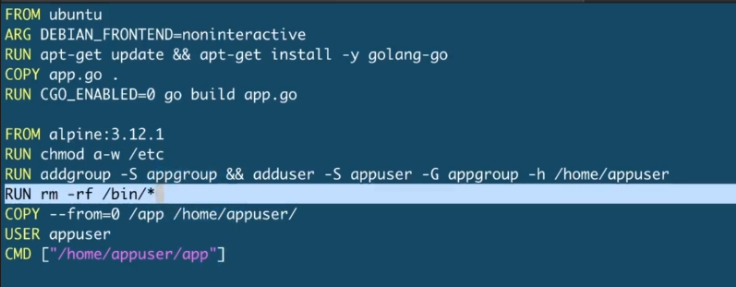 FROM ubuntu
ARG DEBIAN_FRONTEND=noninteractive
RUN apt-get update && apt-get install -y golang-go
COPY app.go .
RUN CGO_ENABLED=0 go build app.go
FROM alpine:3.12.1
RUN chmod a-w /etc
RUN addgroup -S appgroup && adduser -S appuser -G appgroup -h /home/appuser
RUN rm -rf /bin/*
COPY --from=0 /app /home/appuser/
USER appuser
CMD ["/home/appuser/app"]